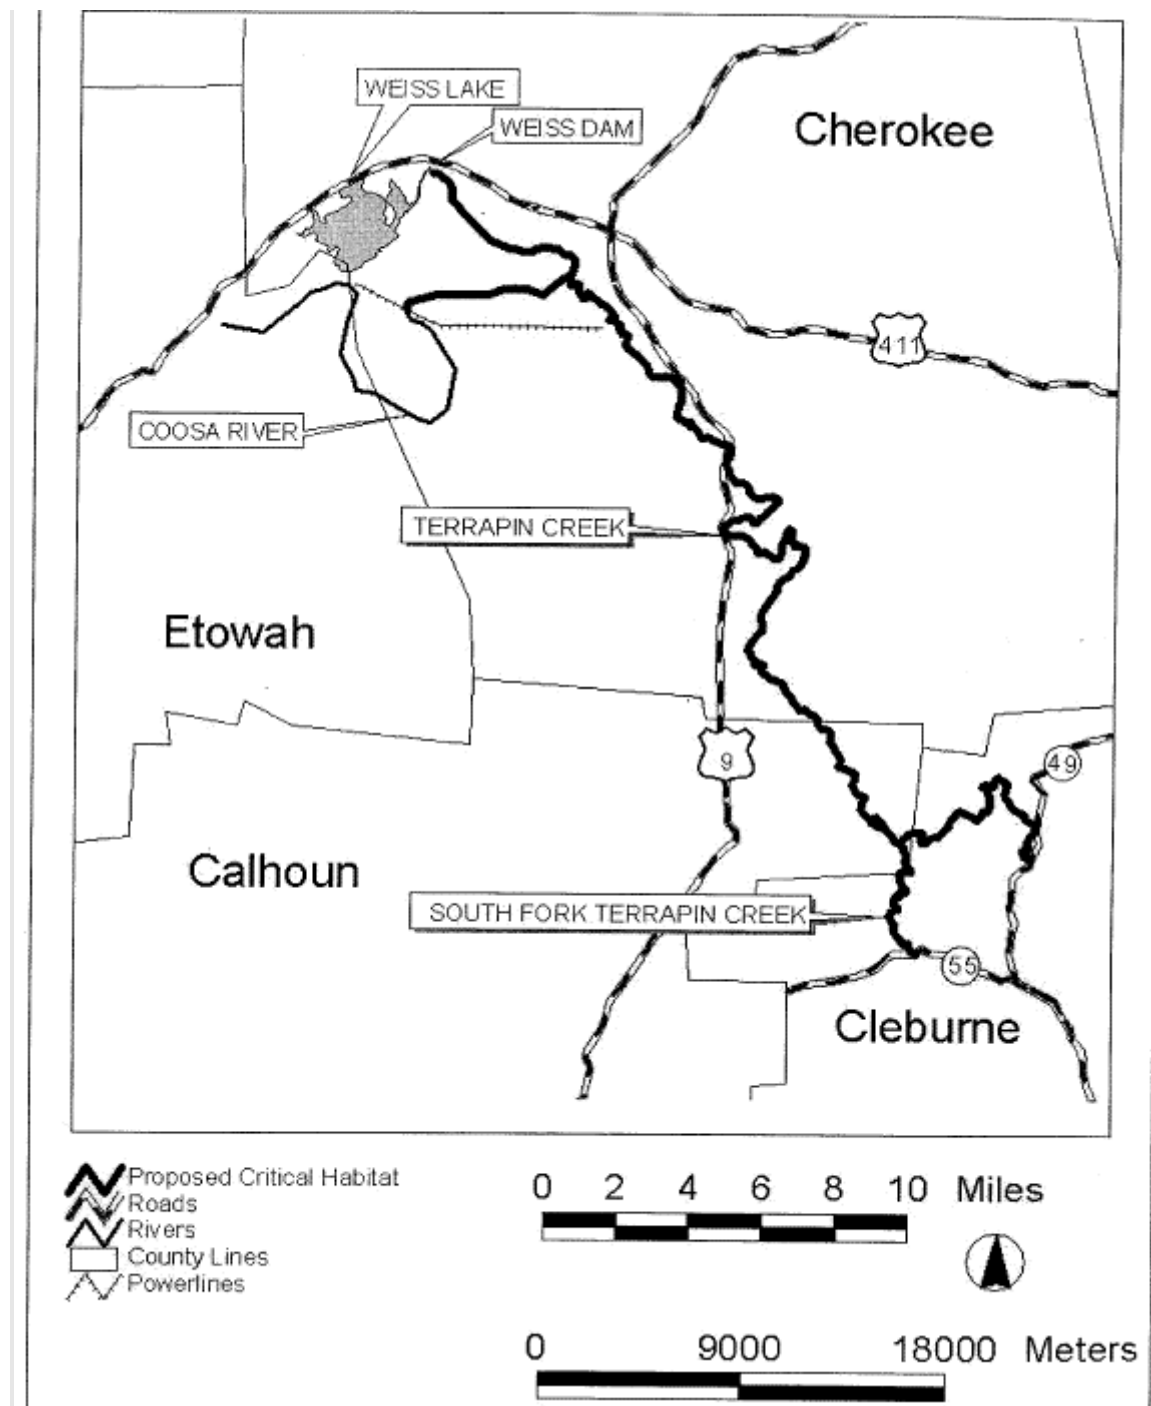 WEISS LAKE
WEISS DAM
Cherokee
411
COOSA RIVER
TERRAPIN CREEK
Etowah
9
49
Calhoun
SOUTH FORK TERRAPIN CREEK
55
Cleburne
Proposed Critical Habitat
Roads
Rivers
County Lines
Powerlines
0 2 4 6 8 10 Miles
0 9000 18000 Meters